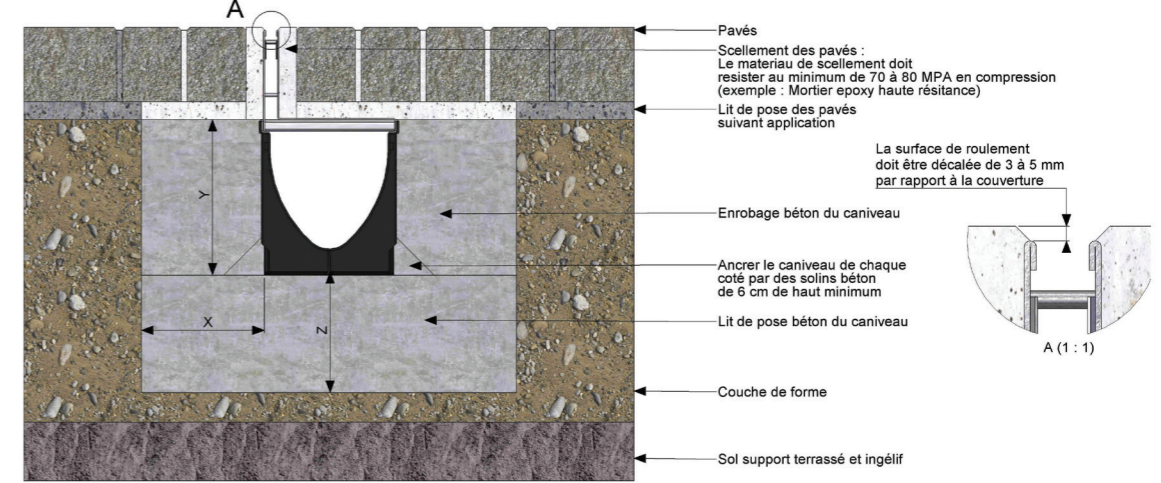 A
Pavés
Scellement des pavés :
Le materiau de scellement doit
resister au minimum de 70 à 80 MPA en compression
(exemple : Mortier epoxy haute résitance)
Lit de pose des pavés
suivant application
La surface de roulement
doit être décalée de 3 à 5 mm
par rapport à la couverture
Y
Enrobage béton du caniveau
Ancrer le caniveau de chaque
coté par des solins béton
de 6 cm de haut minimum
X
Z
Lit de pose béton du caniveau
A (1 : 1)
Couche de forme
Sol support terrassé et ingélif